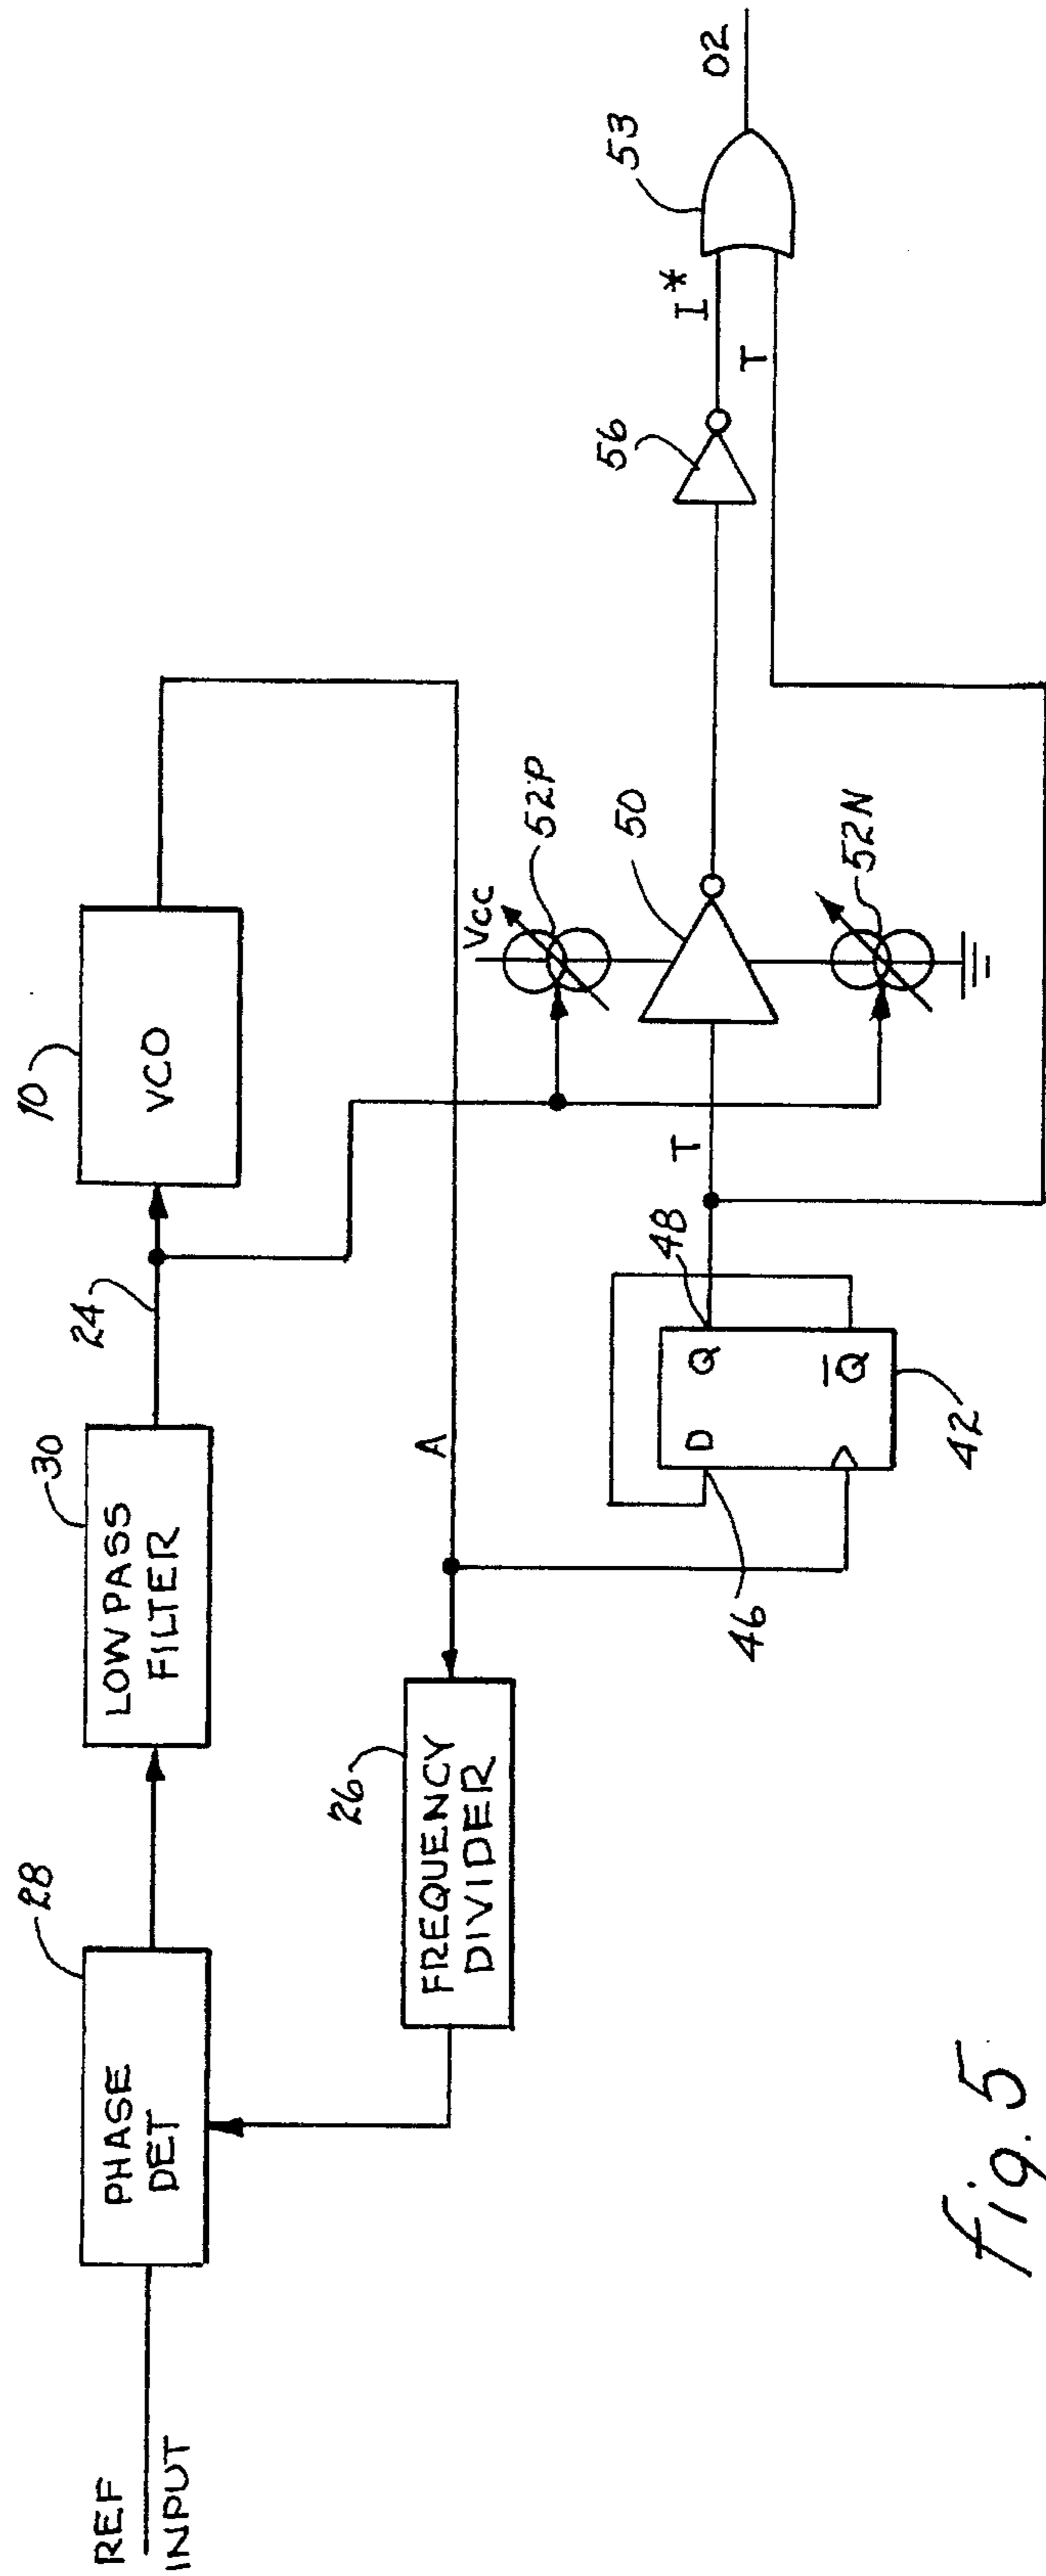 REF
INPUT
PHASE
DET
28
LOW PASS
FILTER
30
24
VCO
10
A
FREQUENCY
DIVIDER
26
D
Q
Q̅
46
48
42
T
Vcc
52P
50
52N
56
I*
T
53
02
Fig. 5